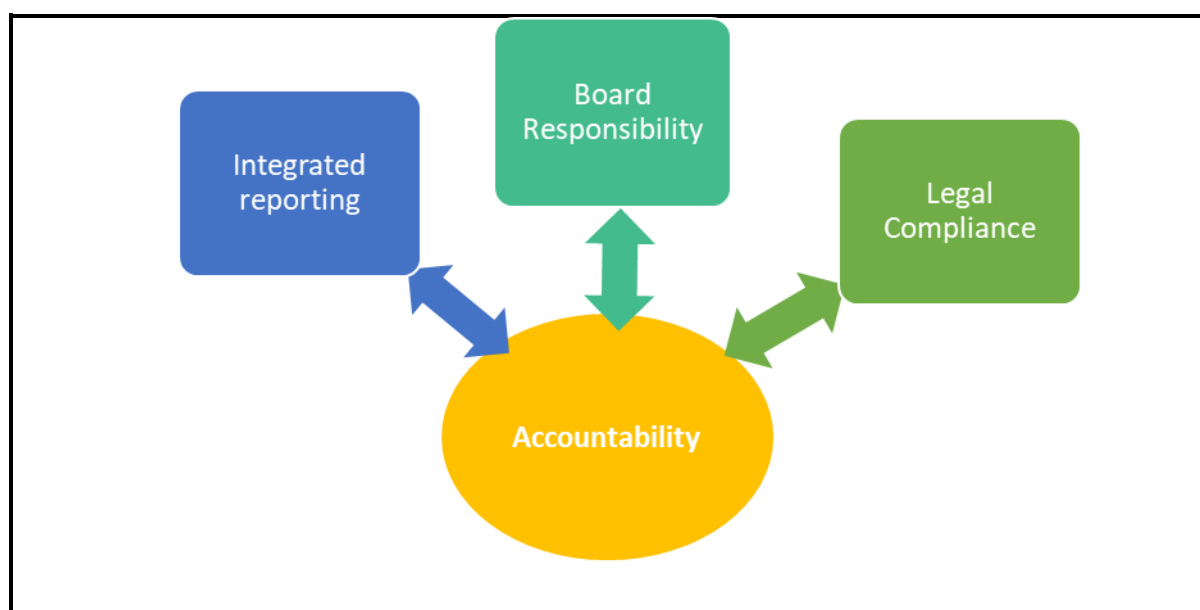 Board
Responsibility
Integrated
reporting
Legal
Compliance
Accountability